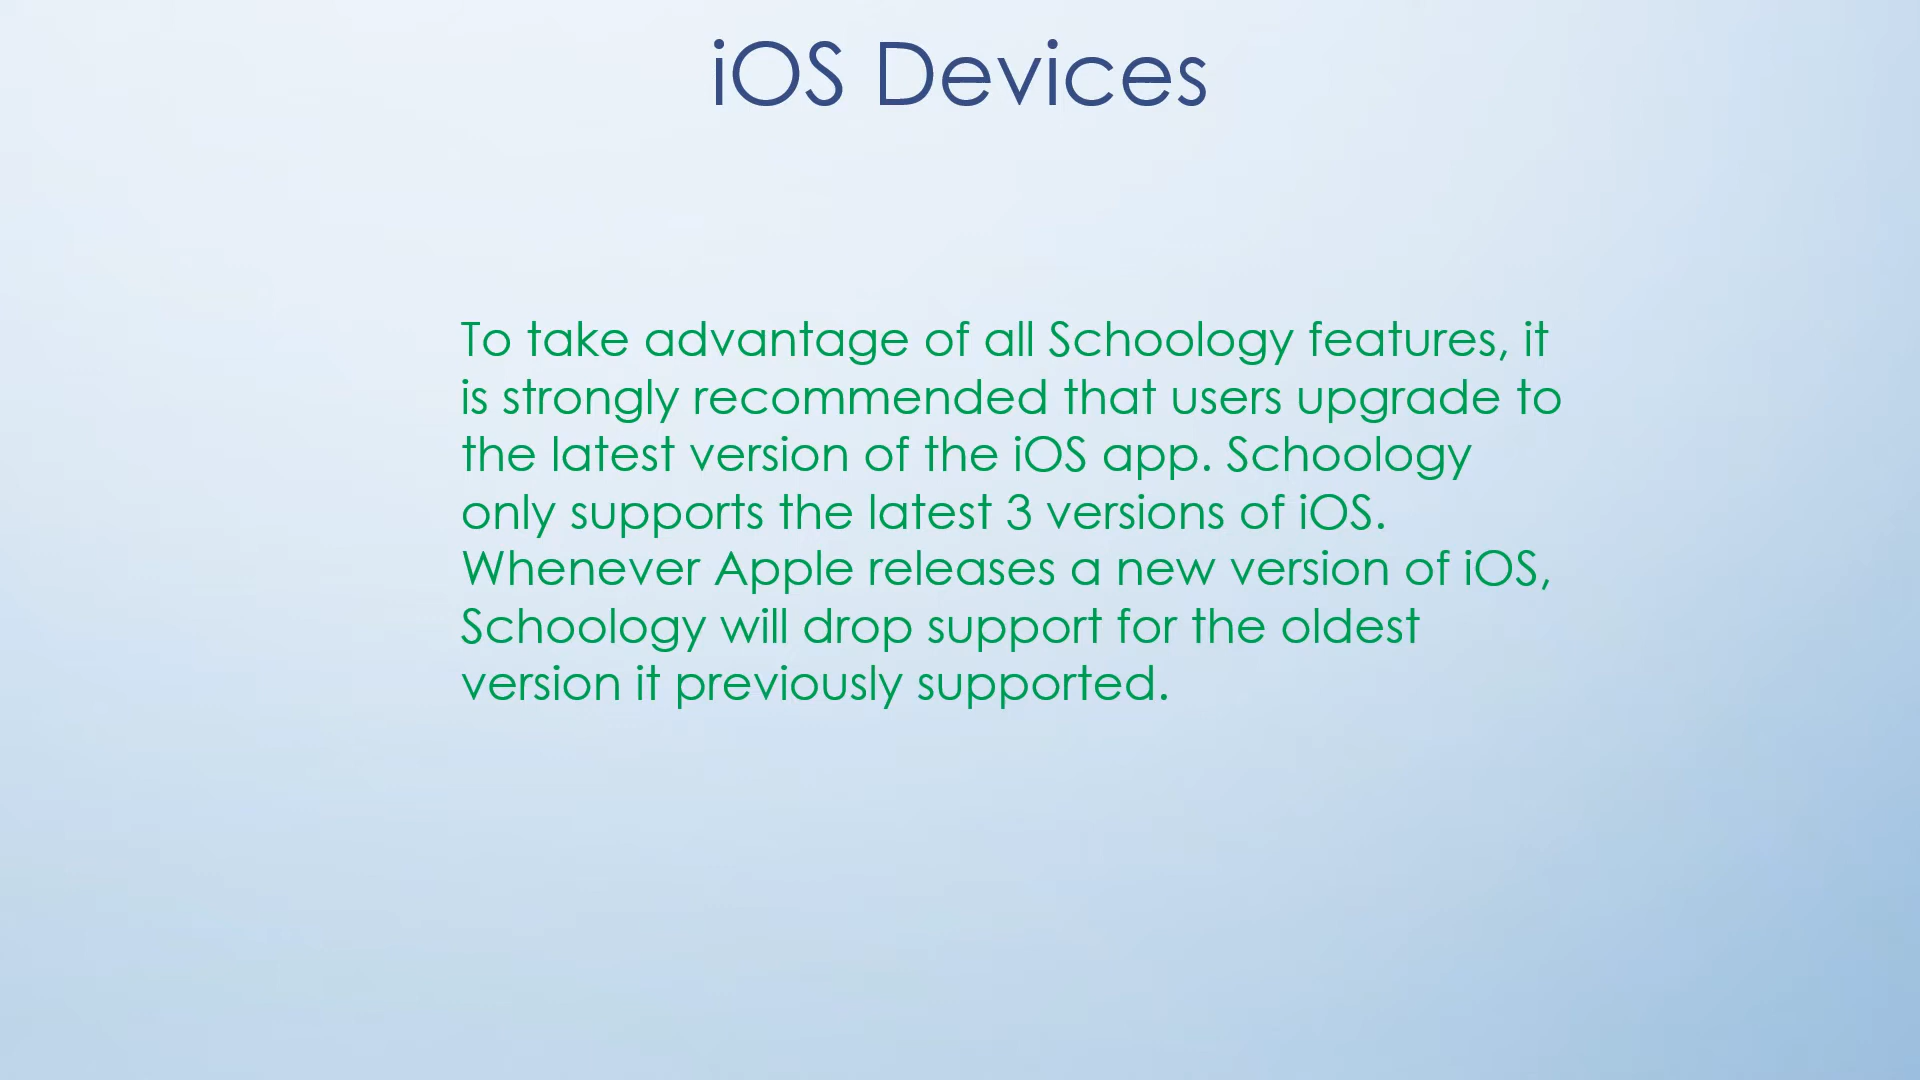 iOS Devices
To take advantage of all Schoology features, it
is strongly recommended that users upgrade to
the latest version of the iOS app. Schoology
only supports the latest 3 versions of iOS.
Whenever Apple releases a new version of iOS,
Schoology will drop support for the oldest
version it previously supported.